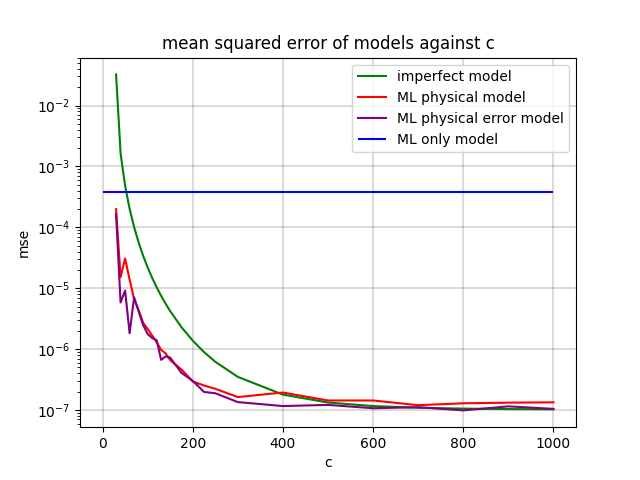 mean squared error of models against c
imperfect model
ML physical model
ML physical error model
ML only model
10⁻²
10⁻³
10⁻⁴
10⁻⁵
10⁻⁶
10⁻⁷
mse
0 200 400 600 800 1000
c